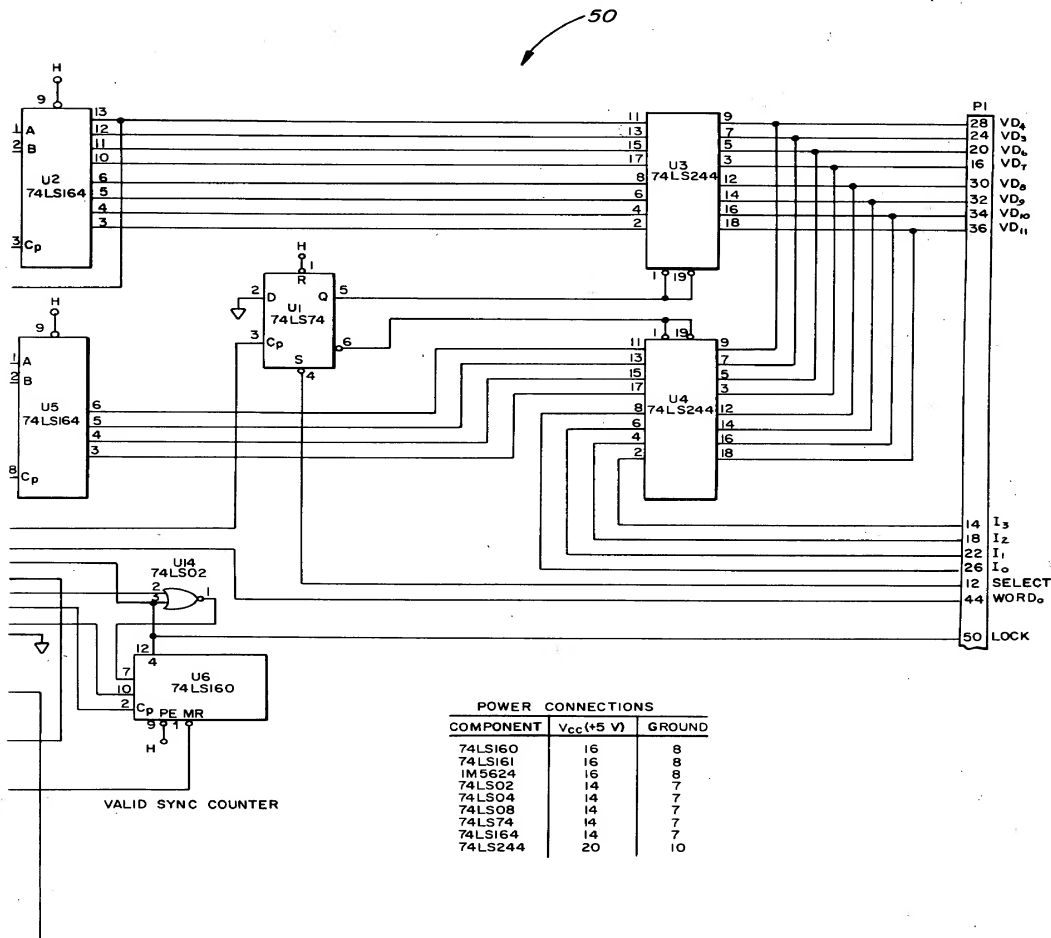 50
H
9
13
1 A
12
2 B
11
10
U2
74LS164
6
5
4
3
3 Cp
11
13
15
17
8
6
4
2
U3
74LS244
9
7
5
3
12
14
16
18
1 19
P1
28 VD4
24 VD5
20 VD6
16 VD7
30 VD8
32 VD9
34 VD10
36 VD11
H
1
R
2 D
Q 5
U1
74LS74
3 Cp
6
S
4
H
9
1 A
2 B
U5
74LS164
6
5
4
3
8 Cp
1 19
11
13
15
17
8
6
4
2
U4
74LS244
9
7
5
3
12
14
16
18
14 I3
18 I2
22 I1
26 I0
12 SELECT
44 WORD0
50 LOCK
U14
74LS02
2
3
1
12
4
7
10
2 Cp
U6
74LS160
PE MR
9 1
H
VALID SYNC COUNTER
POWER CONNECTIONS
COMPONENT VCC(+5 V) GROUND
74LS160 16 8
74LS161 16 8
IM5624 16 8
74LS02 14 7
74LS04 14 7
74LS08 14 7
74LS74 14 7
74LS164 14 7
74LS244 20 10